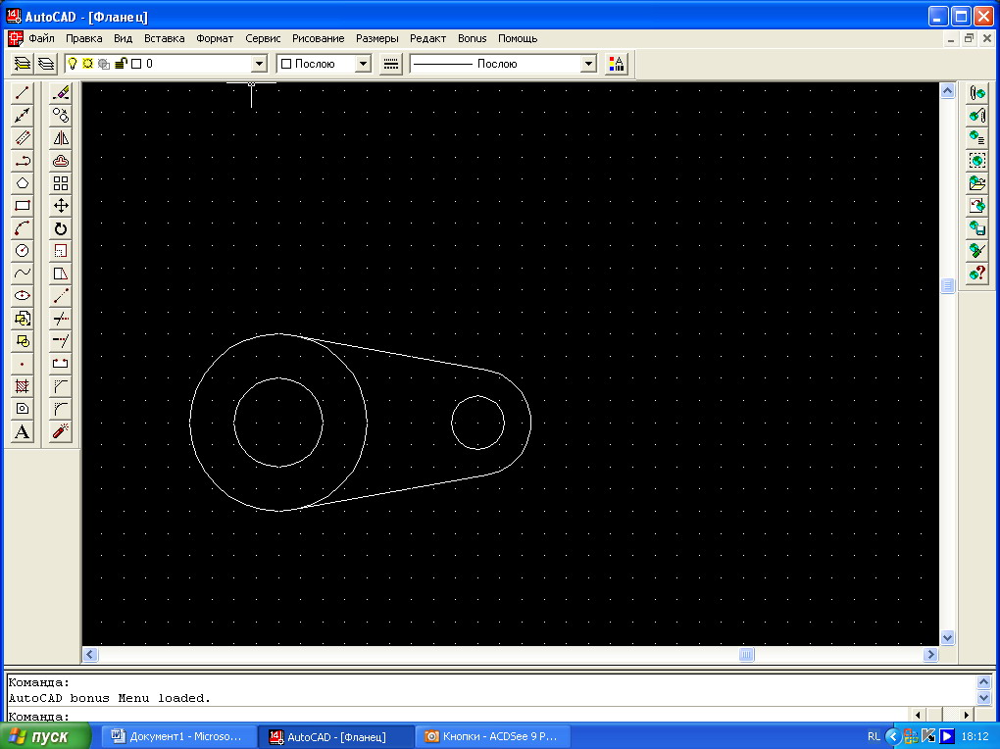 AutoCAD - [Фланец]
Файл Правка Вид Вставка Формат Сервис Рисование Размеры Редакт Bonus Помощь
0 Послою Послою
A
Команда:
AutoCAD bonus Menu loaded.
Команда:
пуск Документ1 - Microso... AutoCAD - [Фланец] Кнопки - ACDSee 9 P... RL 18:12